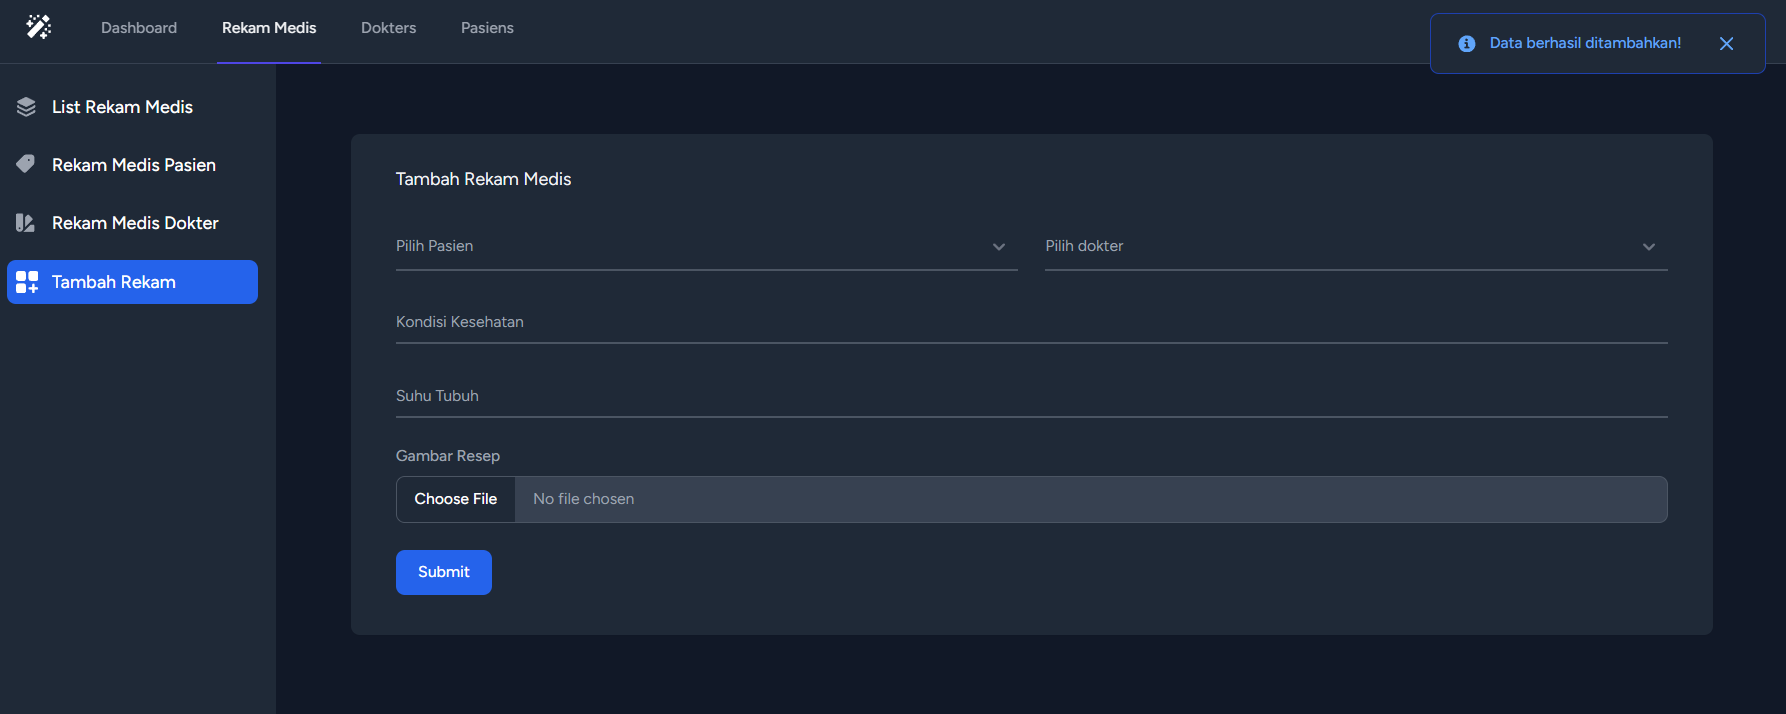 Dashboard Rekam Medis Dokters Pasiens
Data berhasil ditambahkan!
List Rekam Medis
Rekam Medis Pasien
Rekam Medis Dokter
Tambah Rekam
Tambah Rekam Medis
Pilih Pasien
Pilih dokter
Kondisi Kesehatan
Suhu Tubuh
Gambar Resep
Choose File No file chosen
Submit